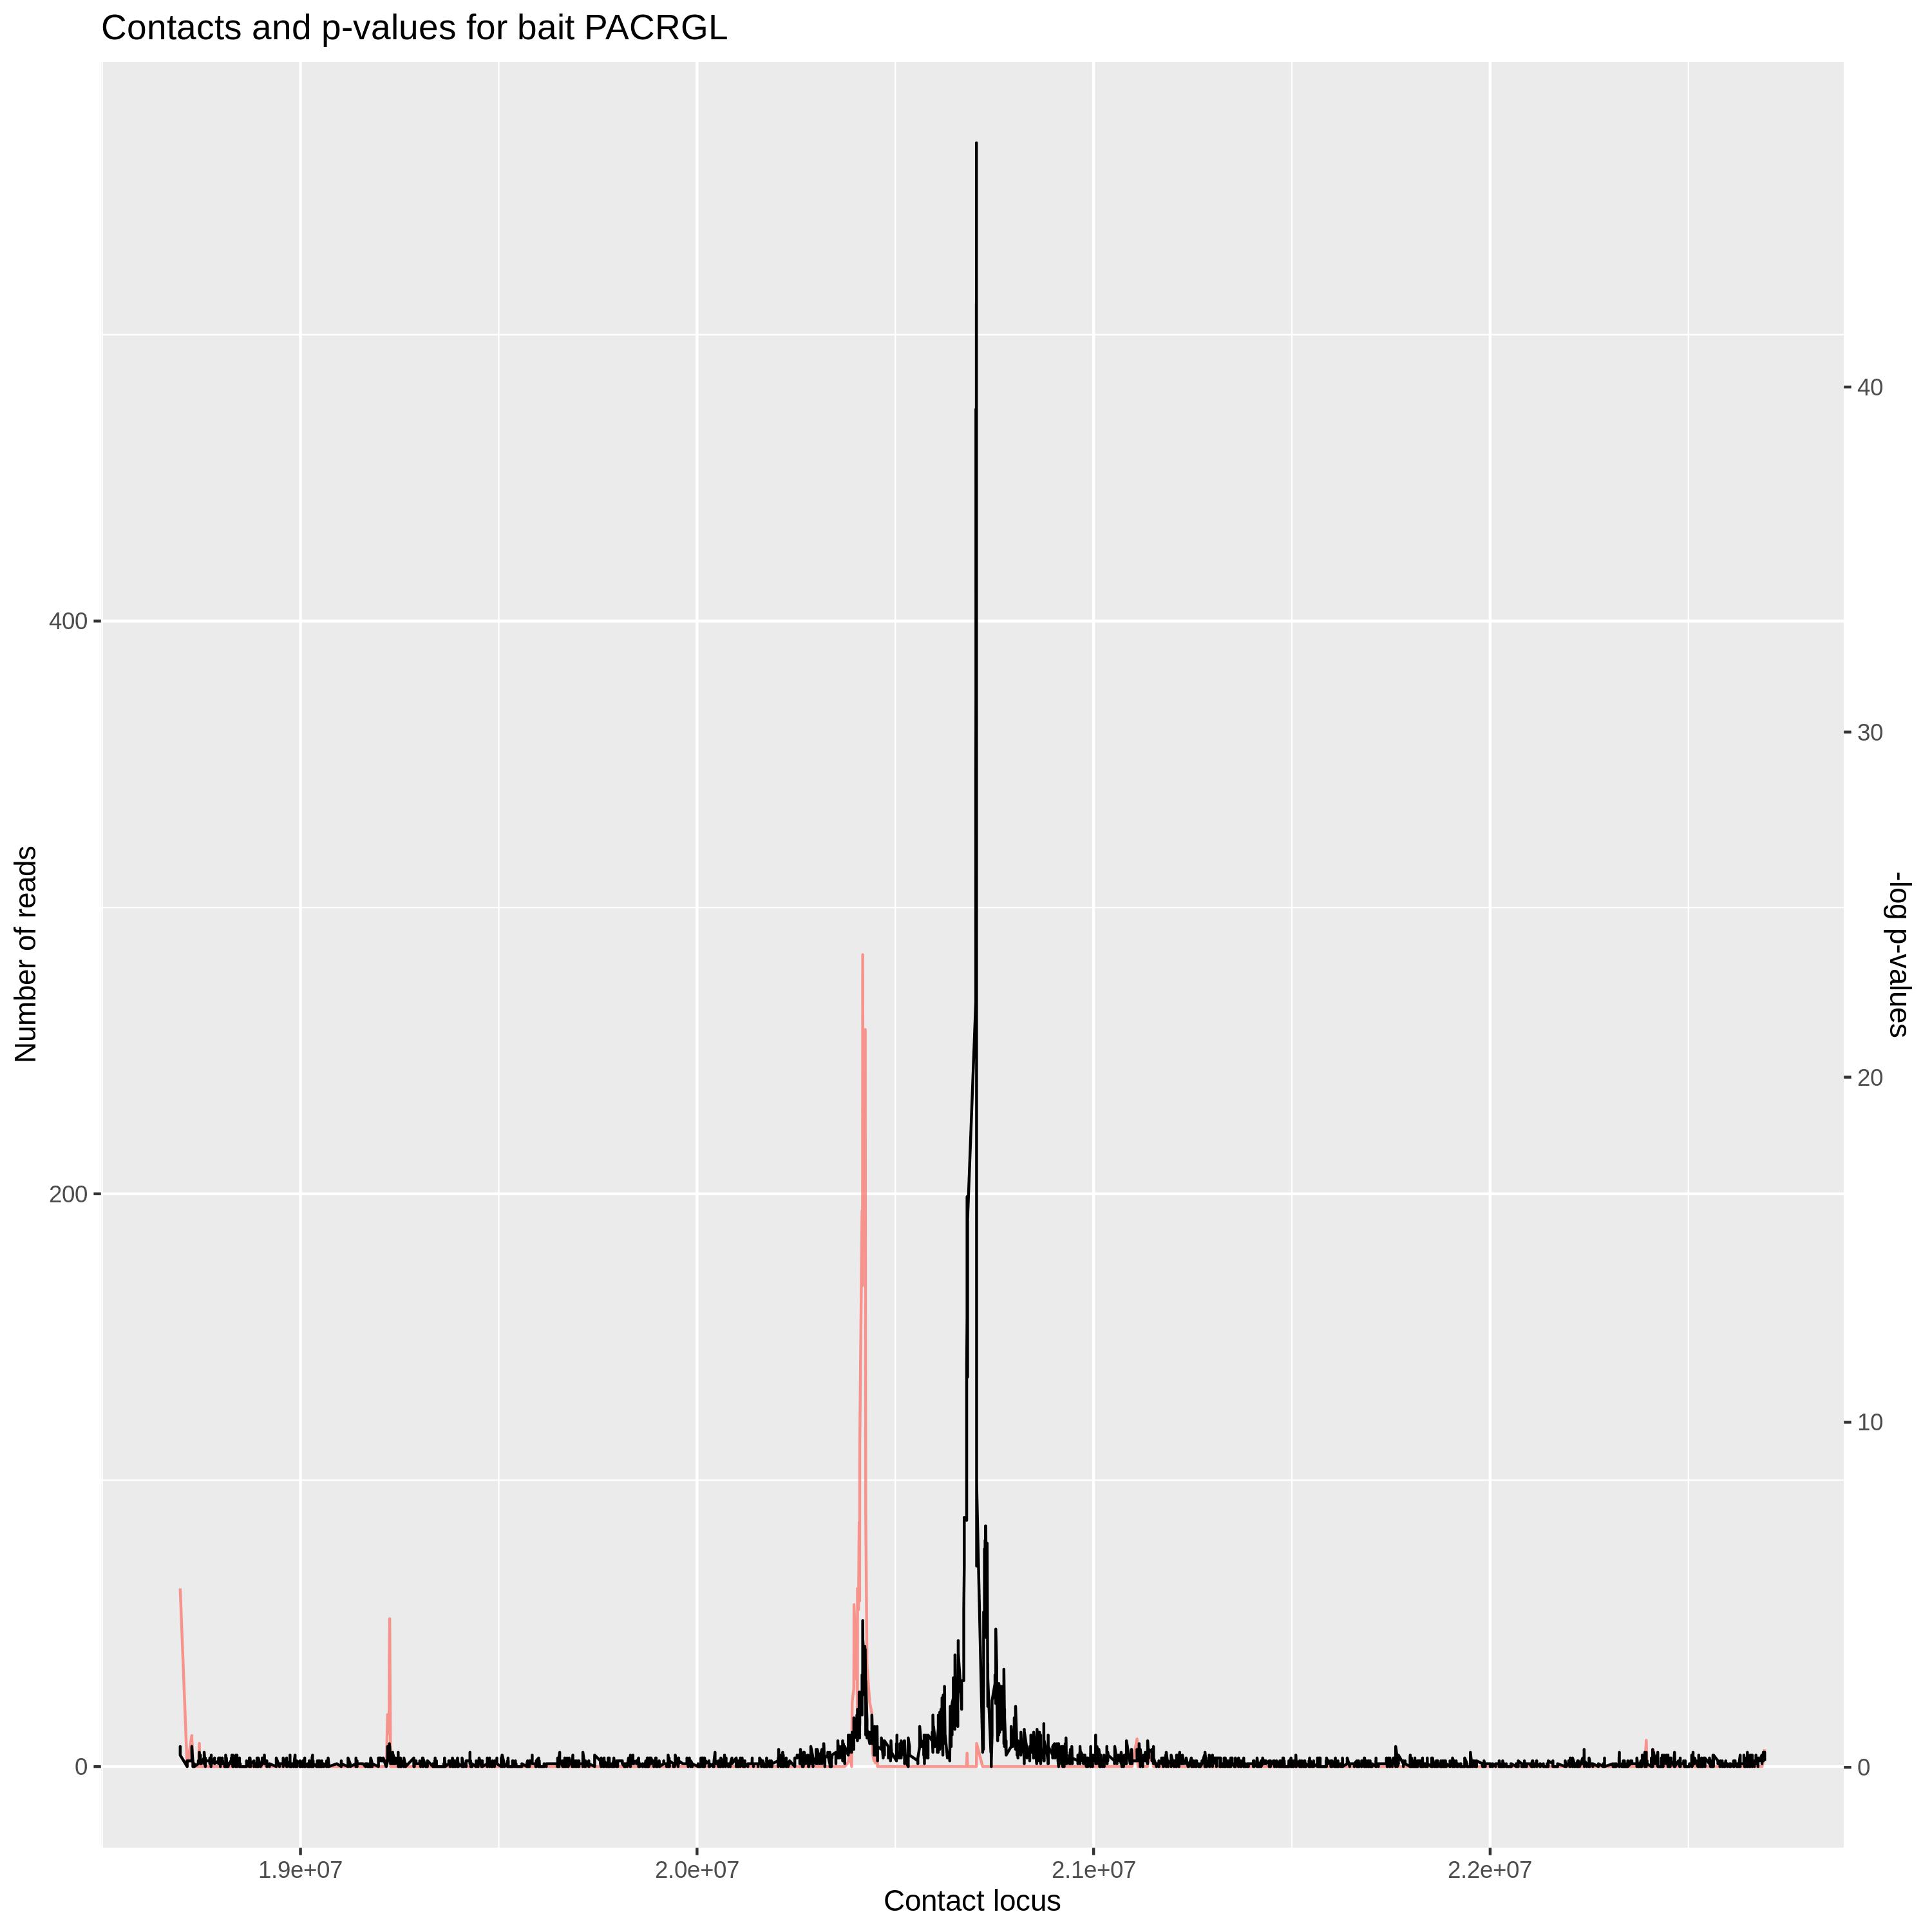 Contacts and p-values for bait PACRGL
Number of reads
400
200
0
40
30
20
10
0
-log p-values
1.9e+07
2.0e+07
2.1e+07
2.2e+07
Contact locus